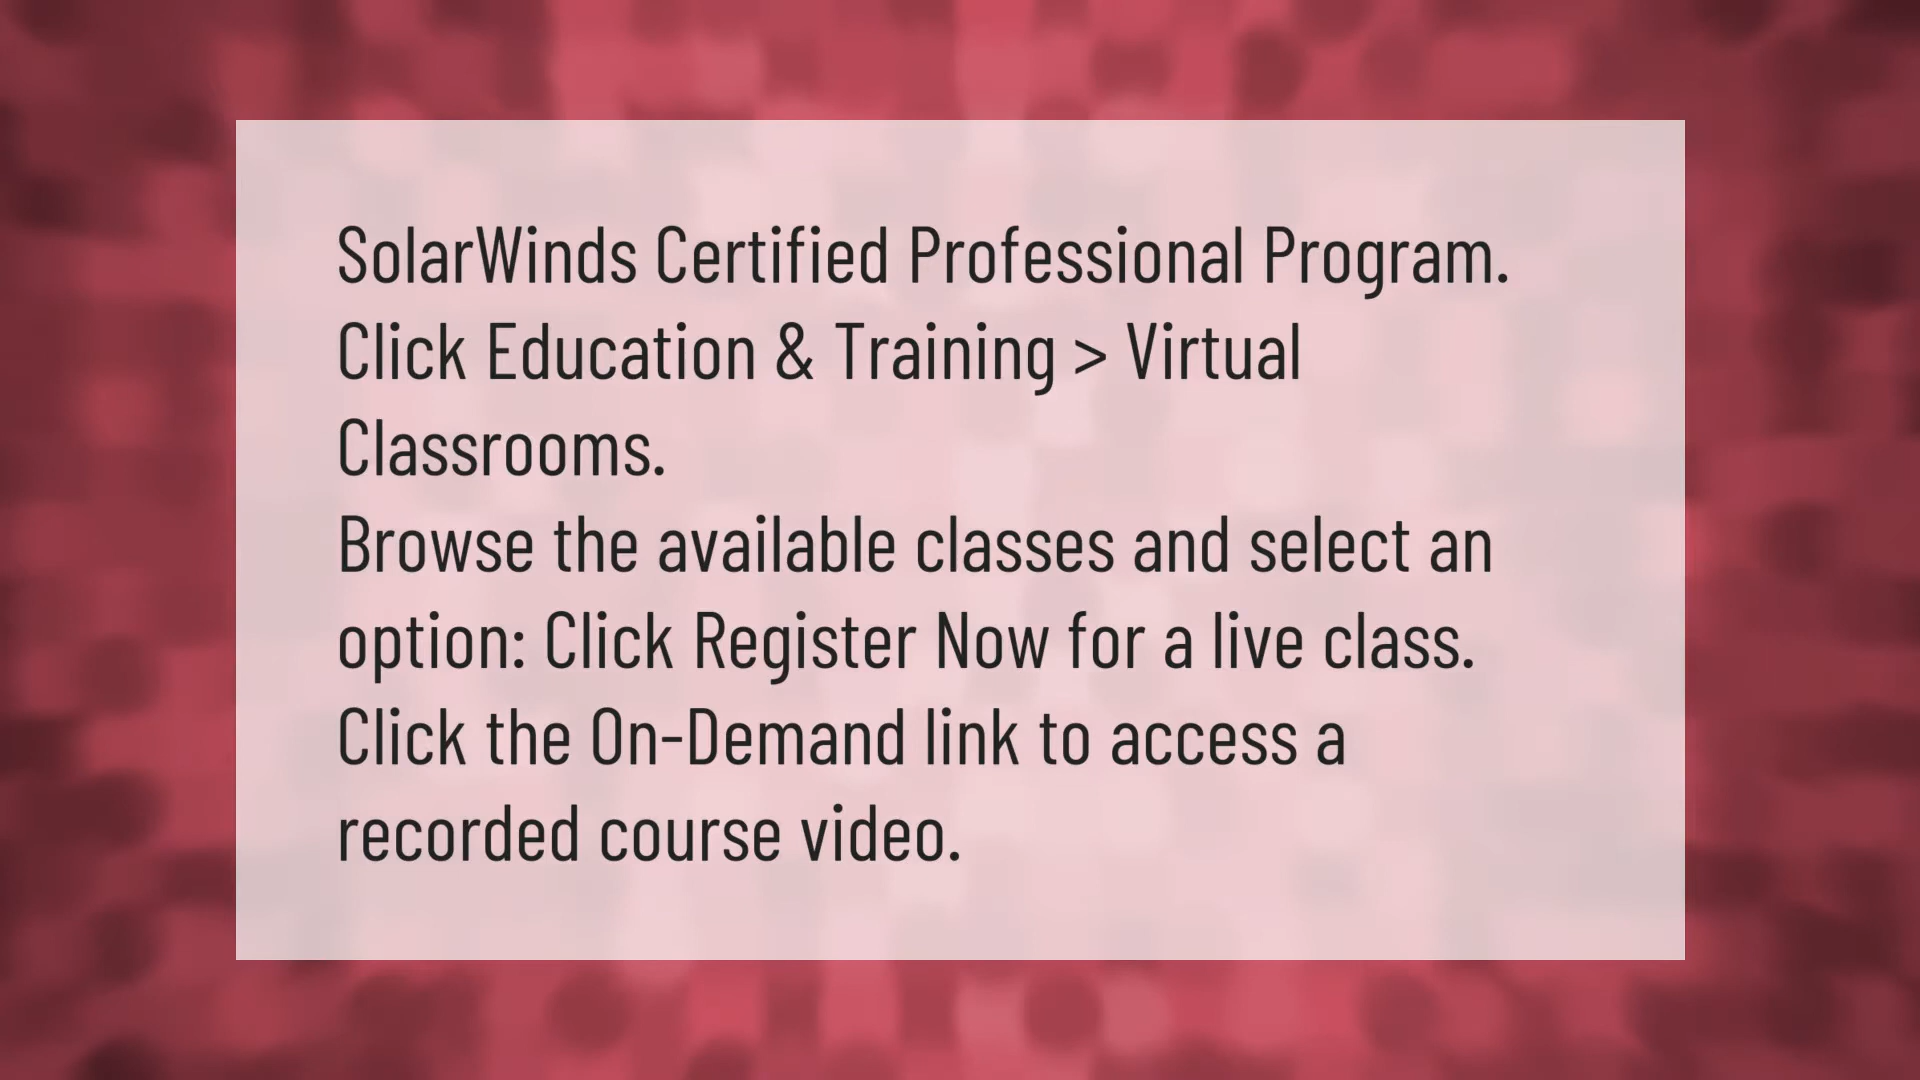 SolarWinds Certified Professional Program.
Click Education & Training > Virtual
Classrooms.
Browse the available classes and select an
option: Click Register Now for a live class.
Click the On-Demand link to access a
recorded course video.